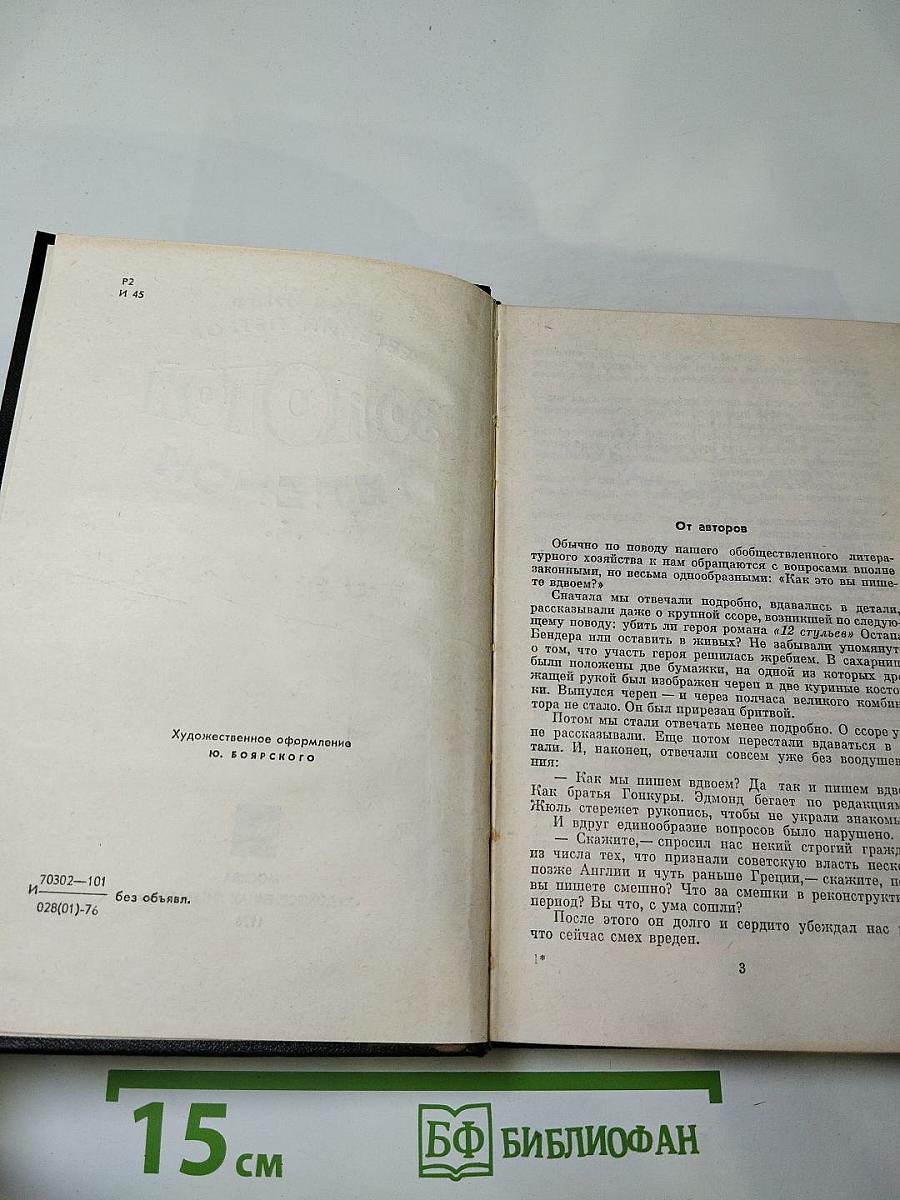 Р2
И 45
Художественное оформление
Ю. БОЯРСКОГО
70302—101
И
028(01)-76
без объявл.
От авторов
Обычно по поводу нашего обобществленного литера-
турного хозяйства к нам обращаются с вопросами вполне
законными, но весьма однообразными: «Как это вы пише-
те вдвоем?»
Сначала мы отвечали подробно, вдавались в детали,
рассказывали даже о крупной ссоре, возникшей по следую-
щему поводу: убить ли героя романа «12 стульев» Остапа
Бендера или оставить в живых? Не забывали упомянут
о том, что участь героя решилась жребием. В сахарниц
были положены две бумажки, на одной из которых дро
жащей рукой был изображен череп и две куриные косто
ки. Вынулся череп — и через полчаса великого комбин
тора не стало. Он был прирезан бритвой.
Потом мы стали отвечать менее подробно. О ссоре у
не рассказывали. Еще потом перестали вдаваться в
тали. И, наконец, отвечали совсем уже без воодушев
ния:
— Как мы пишем вдвоем? Да так и пишем вдво
Как братья Гонкуры. Эдмонд бегает по редакциям
Жюль стережет рукопись, чтобы не украли знакомы
И вдруг единообразие вопросов было нарушено.
— Скажите,— спросил нас некий строгий гражд
из числа тех, что признали советскую власть неско
позже Англии и чуть раньше Греции,— скажите, по
вы пишете смешно? Что за смешки в реконструкти
период? Вы что, с ума сошли?
После этого он долго и сердито убеждал нас
что сейчас смех вреден.
1*
3
15 см
БФ БИБЛИОФАН